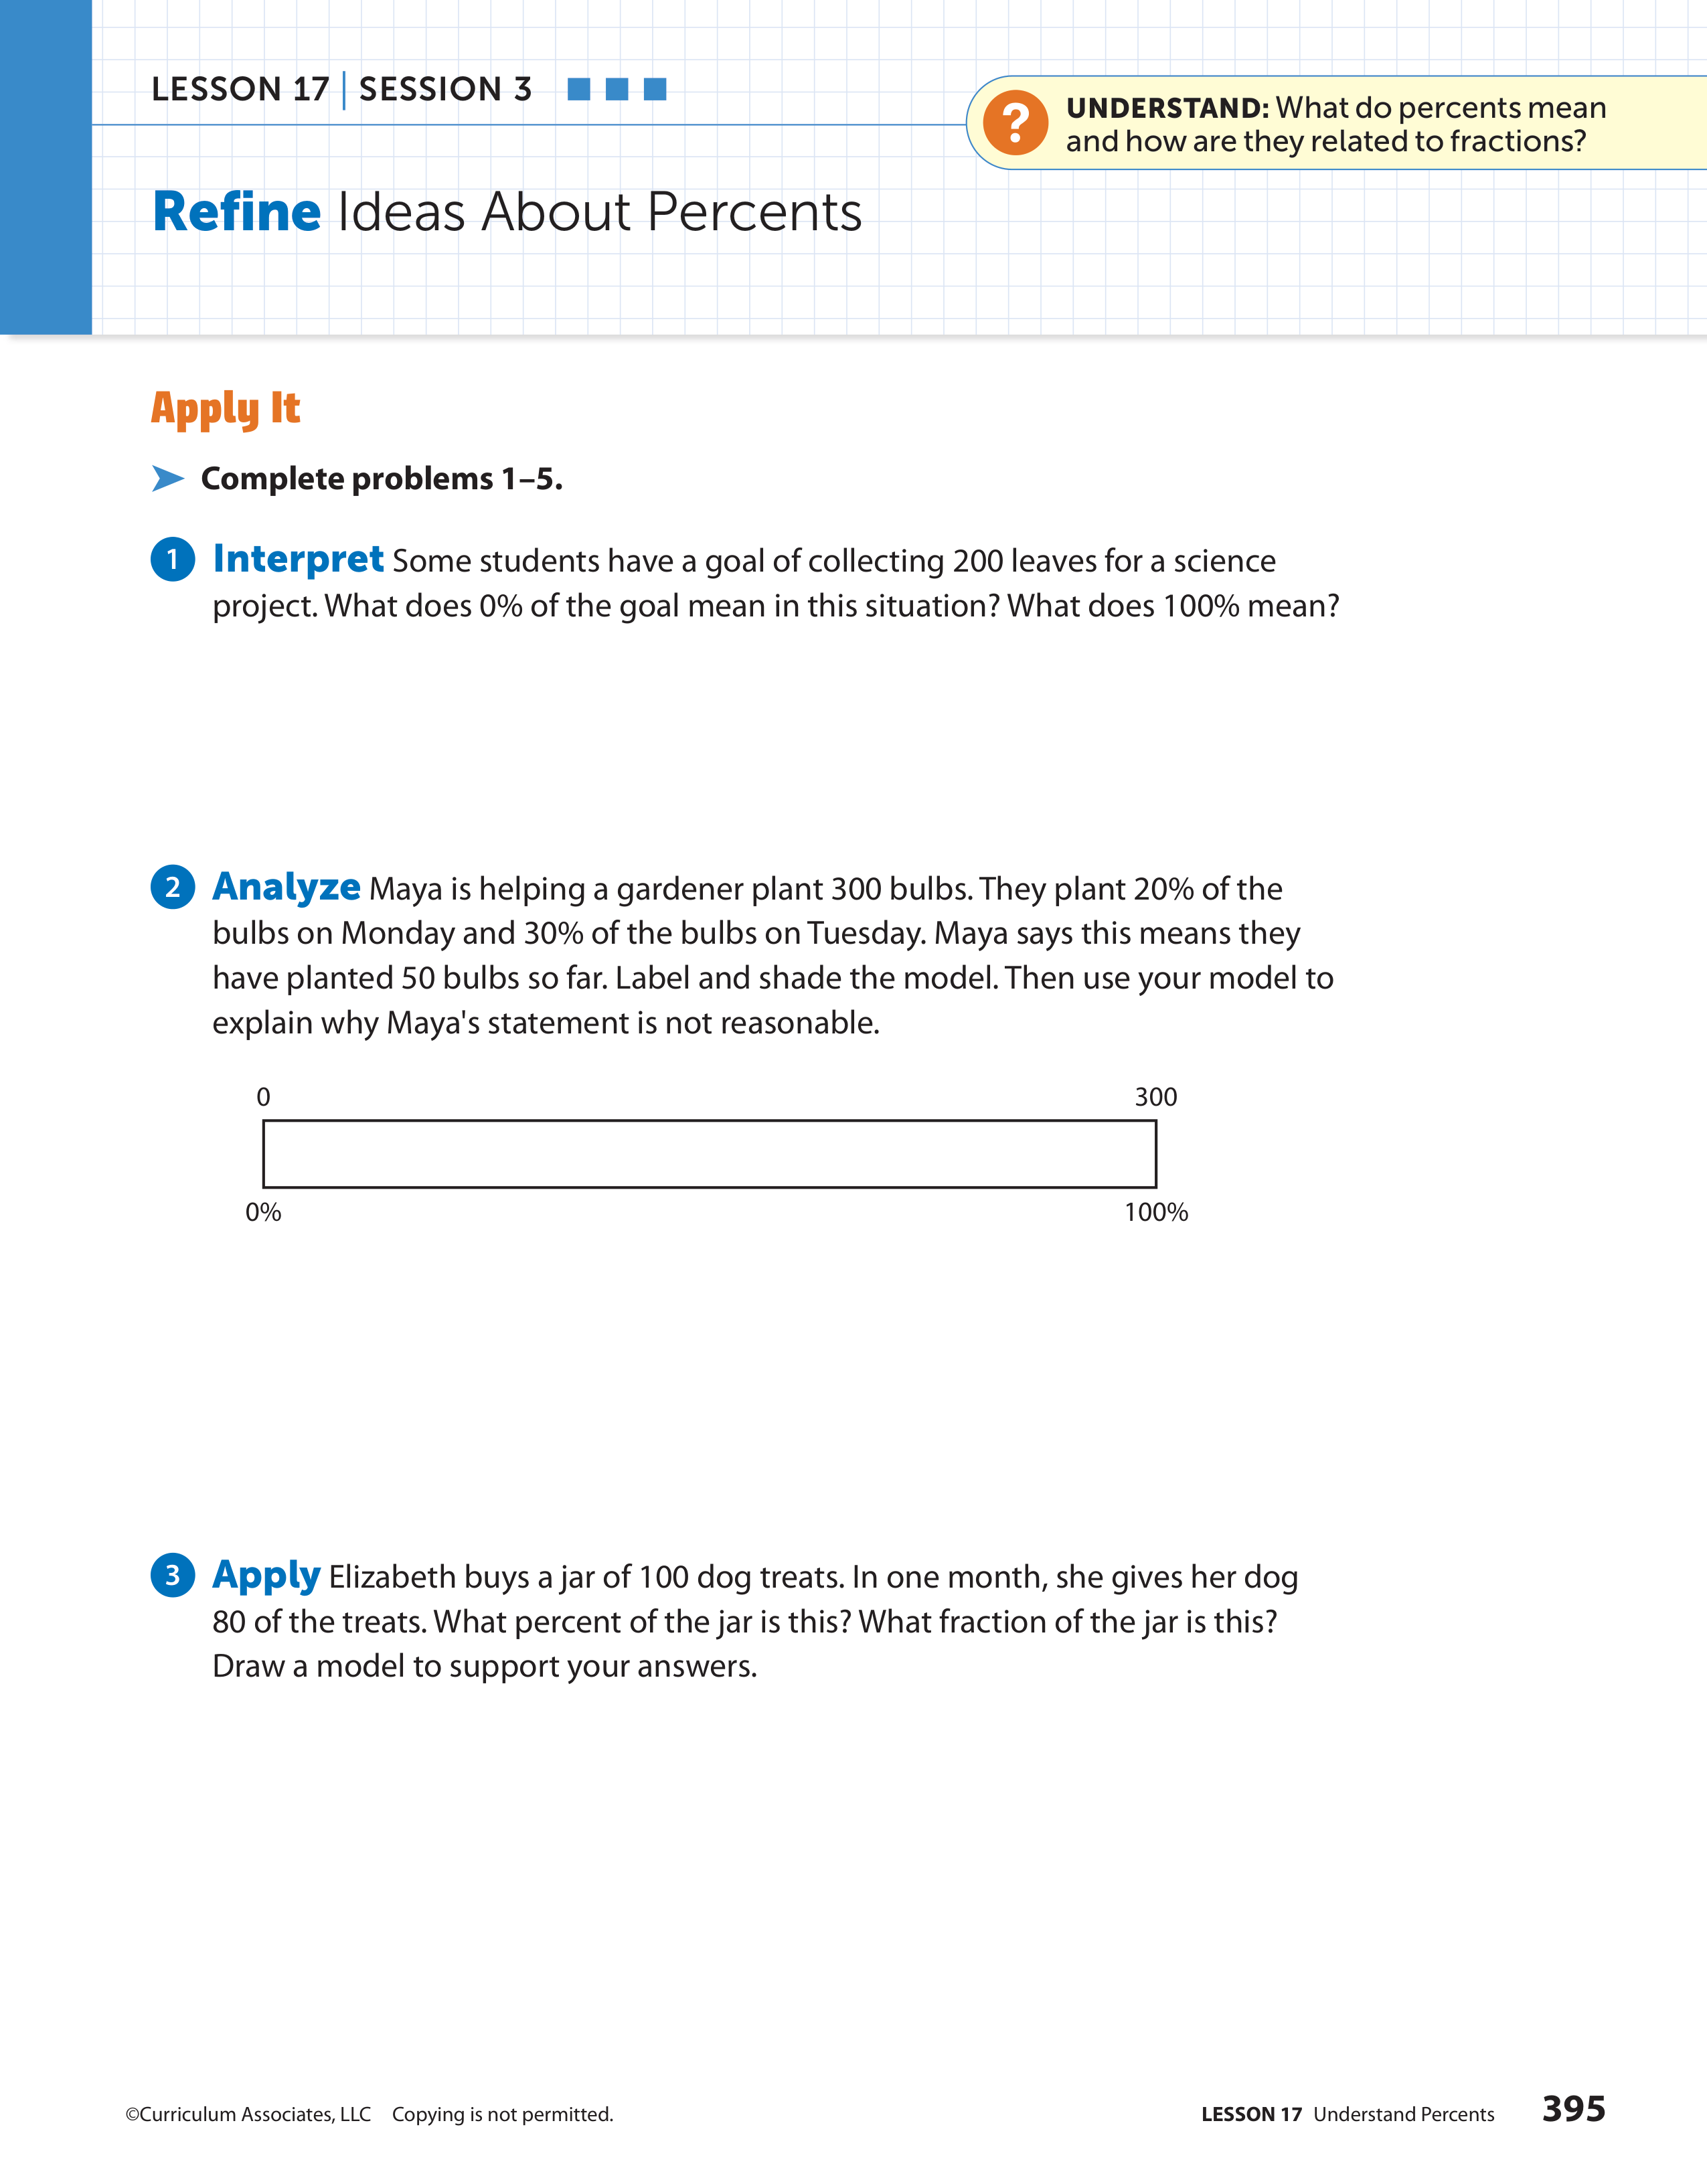 LESSON 17 | SESSION 3
? UNDERSTAND: What do percents mean
and how are they related to fractions?
Refine Ideas About Percents
Apply It
Complete problems 1–5.
1 Interpret Some students have a goal of collecting 200 leaves for a science
project. What does 0% of the goal mean in this situation? What does 100% mean?
2 Analyze Maya is helping a gardener plant 300 bulbs. They plant 20% of the
bulbs on Monday and 30% of the bulbs on Tuesday. Maya says this means they
have planted 50 bulbs so far. Label and shade the model. Then use your model to
explain why Maya's statement is not reasonable.
0 300
0% 100%
3 Apply Elizabeth buys a jar of 100 dog treats. In one month, she gives her dog
80 of the treats. What percent of the jar is this? What fraction of the jar is this?
Draw a model to support your answers.
©Curriculum Associates, LLC Copying is not permitted. LESSON 17 Understand Percents 395